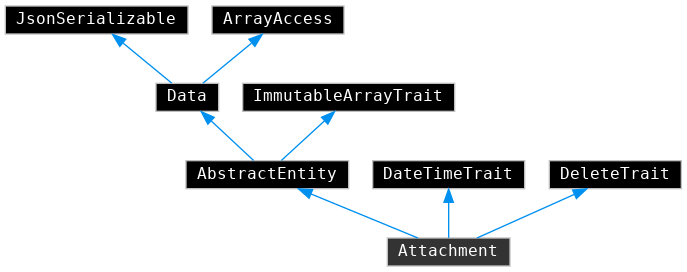 JsonSerializable
ArrayAccess
Data
ImmutableArrayTrait
AbstractEntity
DateTimeTrait
DeleteTrait
Attachment